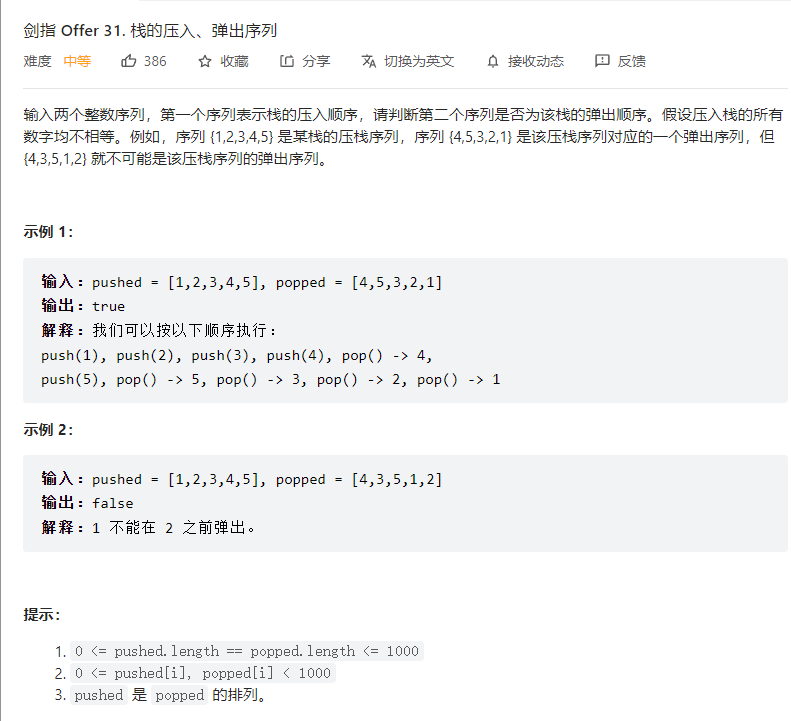 剑指 Offer 31. 栈的压入、弹出序列
难度 中等 386 收藏 分享 切换为英文 接收动态 反馈
输入两个整数序列，第一个序列表示栈的压入顺序，请判断第二个序列是否为该栈的弹出顺序。假设压入栈的所有
数字均不相等。例如，序列 {1,2,3,4,5} 是某栈的压栈序列，序列 {4,5,3,2,1} 是该压栈序列对应的一个弹出序列，但
{4,3,5,1,2} 就不可能是该压栈序列的弹出序列。
示例 1：
输入：pushed = [1,2,3,4,5], popped = [4,5,3,2,1]
输出：true
解释：我们可以按以下顺序执行：
push(1), push(2), push(3), push(4), pop() -> 4,
push(5), pop() -> 5, pop() -> 3, pop() -> 2, pop() -> 1
示例 2：
输入：pushed = [1,2,3,4,5], popped = [4,3,5,1,2]
输出：false
解释：1 不能在 2 之前弹出。
提示：
1. 0 <= pushed.length == popped.length <= 1000
2. 0 <= pushed[i], popped[i] < 1000
3. pushed 是 popped 的排列。